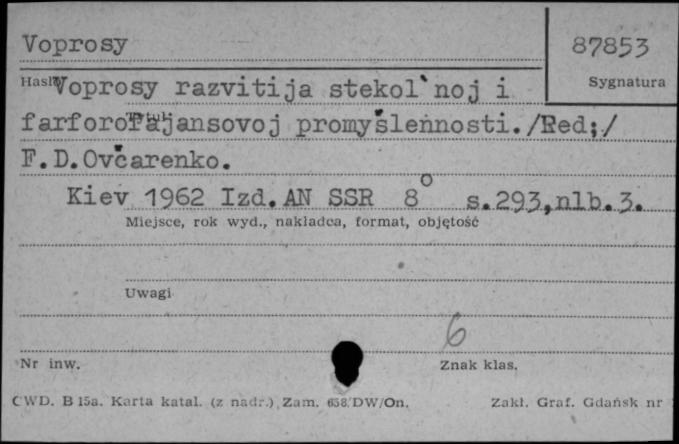 Voprosy
87853
Hasło
Sygnatura
Voprosy razvitija stekol`noj i
Tytuł
farforofajansovoj promyšlennosti./Red;/
F.D.Ovčarenko.
Kiev 1962 Izd.AN SSR 8° s.293,nlb.3.
Miejsce, rok wyd., nakładca, format, objętość
Uwagi
6
Nr inw.
Znak klas.
CWD. B 15a. Karta katal. (z nadr.) Zam. 658/DW/On.
Zakł. Graf. Gdańsk nr